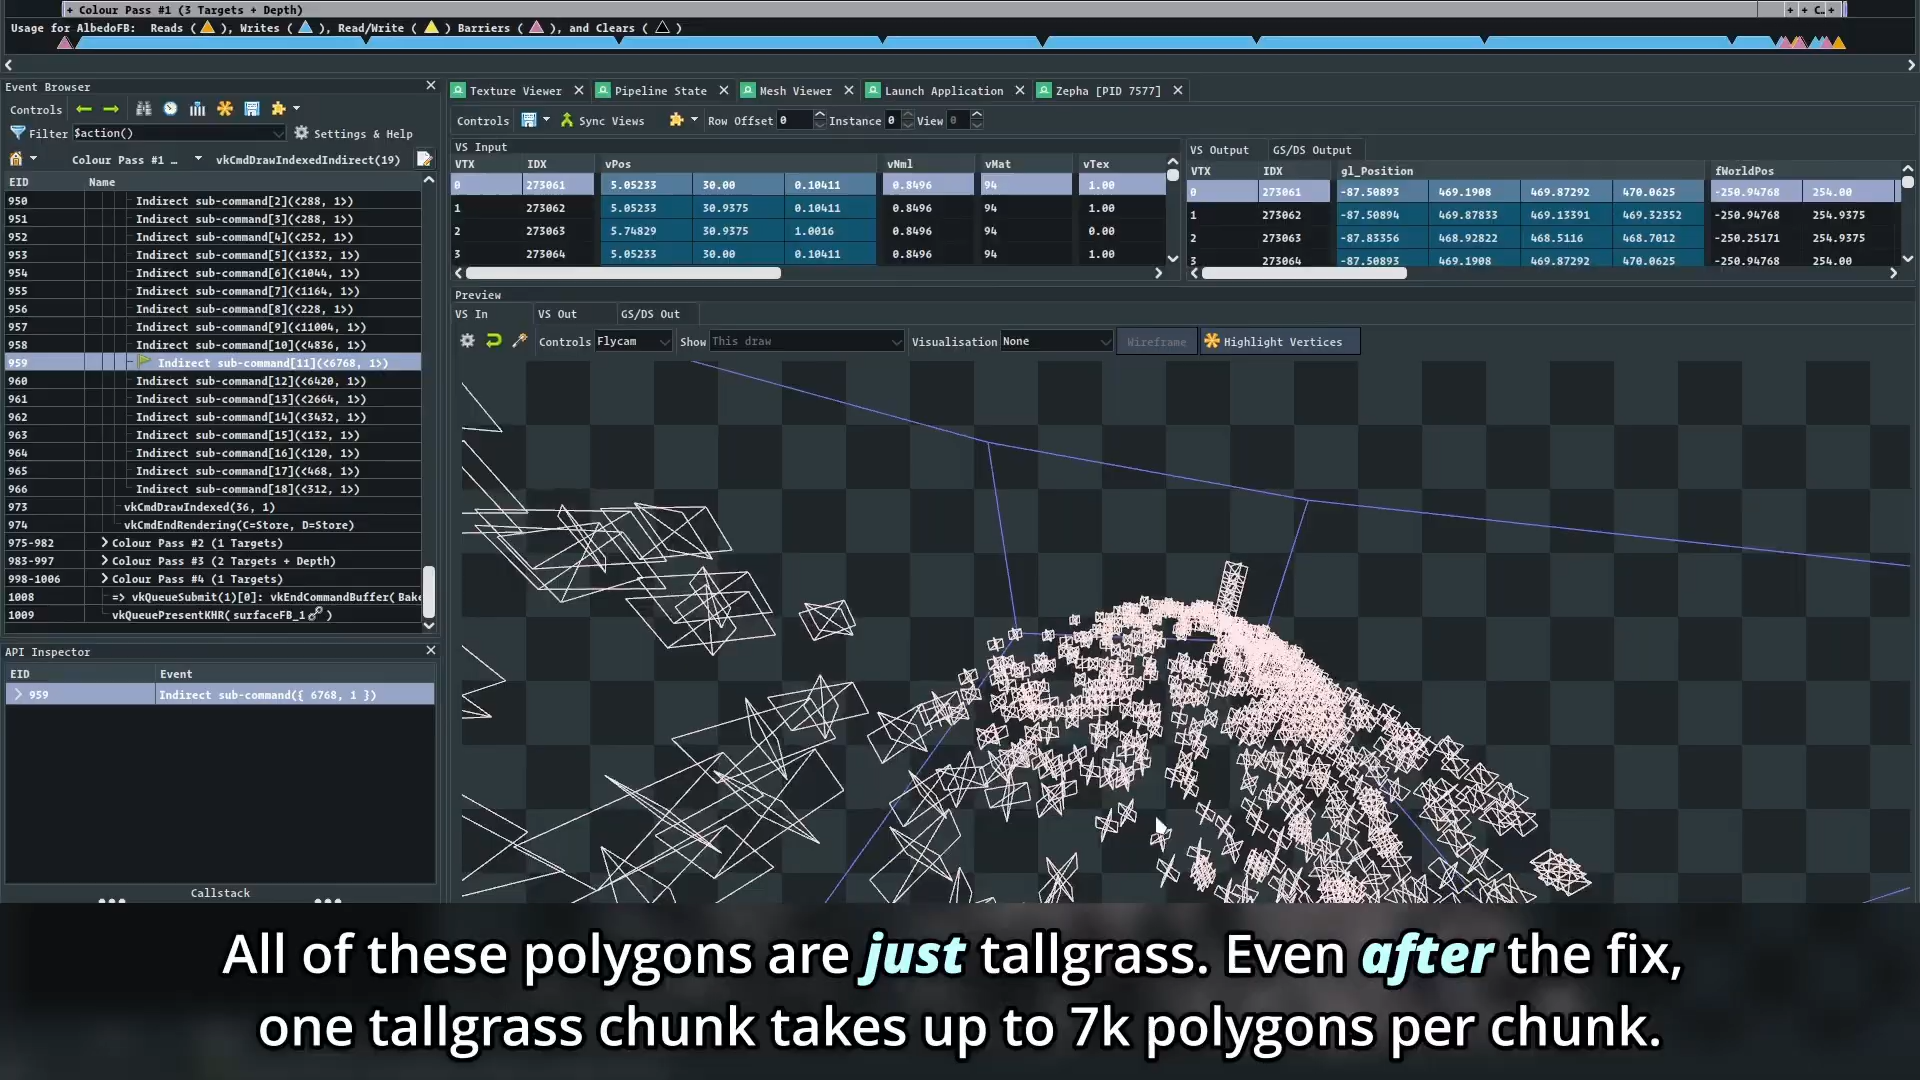 + Colour Pass #1 (3 Targets + Depth)
+ + C… +
Usage for AlbedoFB: Reads ( ), Writes ( ), Read/Write ( ) Barriers ( ), and Clears ( )
Event Browser
Controls
Filter $action() Settings & Help
Colour Pass #1 … vkCmdDrawIndexedIndirect(19)
EID Name
950 Indirect sub-command[2](<288, 1>)
951 Indirect sub-command[3](<288, 1>)
952 Indirect sub-command[4](<252, 1>)
953 Indirect sub-command[5](<1332, 1>)
954 Indirect sub-command[6](<1044, 1>)
955 Indirect sub-command[7](<1164, 1>)
956 Indirect sub-command[8](<228, 1>)
957 Indirect sub-command[9](<11004, 1>)
958 Indirect sub-command[10](<4836, 1>)
959 Indirect sub-command[11](<6768, 1>)
960 Indirect sub-command[12](<6420, 1>)
961 Indirect sub-command[13](<2664, 1>)
962 Indirect sub-command[14](<3432, 1>)
963 Indirect sub-command[15](<132, 1>)
964 Indirect sub-command[16](<120, 1>)
965 Indirect sub-command[17](<468, 1>)
966 Indirect sub-command[18](<312, 1>)
973 vkCmdDrawIndexed(36, 1)
974 vkCmdEndRendering(C=Store, D=Store)
975-982 Colour Pass #2 (1 Targets)
983-997 Colour Pass #3 (2 Targets + Depth)
998-1006 Colour Pass #4 (1 Targets)
1008 => vkQueueSubmit(1)[0]: vkEndCommandBuffer(Bake
1009 vkQueuePresentKHR(surfaceFB_1 )
API Inspector
EID Event
959 Indirect sub-command({ 6768, 1 })
Callstack
Texture Viewer Pipeline State Mesh Viewer Launch Application Zepha [PID 7577]
Controls Sync Views Row Offset 0 Instance 0 View 0
VS Input
VTX IDX vPos vNml vMat vTex
0 273061 5.05233 30.00 0.10411 0.8496 94 1.00
1 273062 5.05233 30.9375 0.10411 0.8496 94 1.00
2 273063 5.74829 30.9375 1.0016 0.8496 94 0.00
3 273064 5.05233 30.00 0.10411 0.8496 94 1.00
VS Output GS/DS Output
VTX IDX gl_Position fWorldPos
0 273061 -87.50893 469.1908 469.87292 470.0625 -250.94768 254.00
1 273062 -87.50894 469.87833 469.13391 469.32352 -250.94768 254.9375
2 273063 -87.83356 468.92822 468.5116 468.7012 -250.25171 254.9375
3 273064 -87.50893 469.1908 469.87292 470.0625 -250.94768 254.00
Preview
VS In VS Out GS/DS Out
Controls Flycam Show This draw Visualisation None Wireframe Highlight Vertices
All of these polygons are just tallgrass. Even after the fix,
one tallgrass chunk takes up to 7k polygons per chunk.